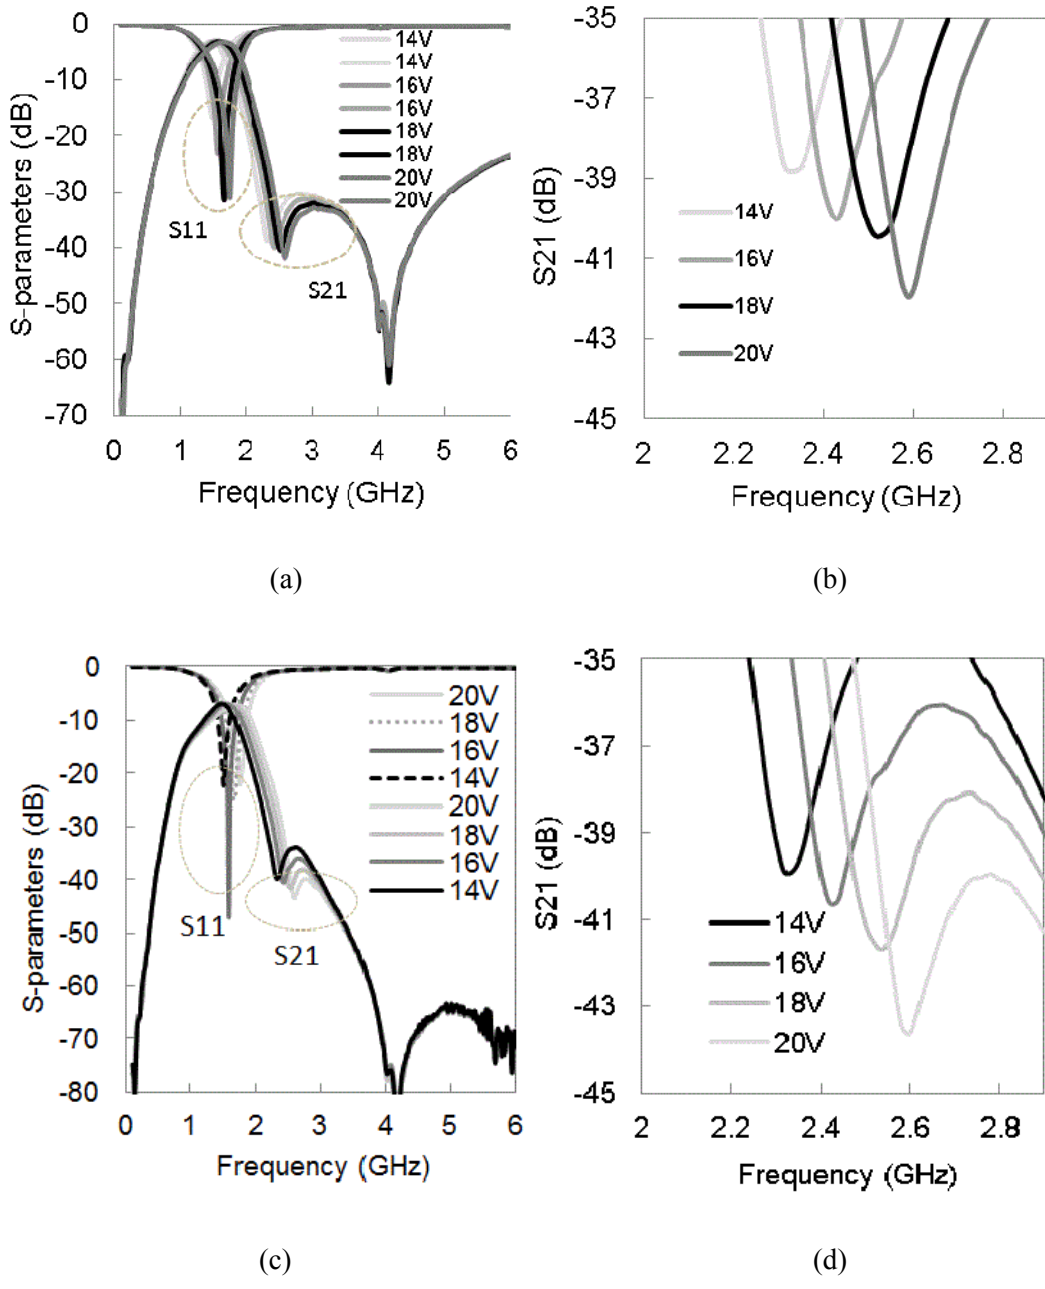 S-parameters (dB)
0
-10
-20
-30
-40
-50
-60
-70
14V
14V
16V
16V
18V
18V
20V
20V
S11
S21
0 1 2 3 4 5 6
Frequency (GHz)
(a)
S21 (dB)
-35
-37
-39
-41
-43
-45
14V
16V
18V
20V
2 2.2 2.4 2.6 2.8
Frequency (GHz)
(b)
S-parameters (dB)
0
-10
-20
-30
-40
-50
-60
-70
-80
20V
18V
16V
14V
20V
18V
16V
14V
S11
S21
0 1 2 3 4 5 6
Frequency (GHz)
(c)
S21 (dB)
-35
-37
-39
-41
-43
-45
14V
16V
18V
20V
2 2.2 2.4 2.6 2.8
Frequency (GHz)
(d)